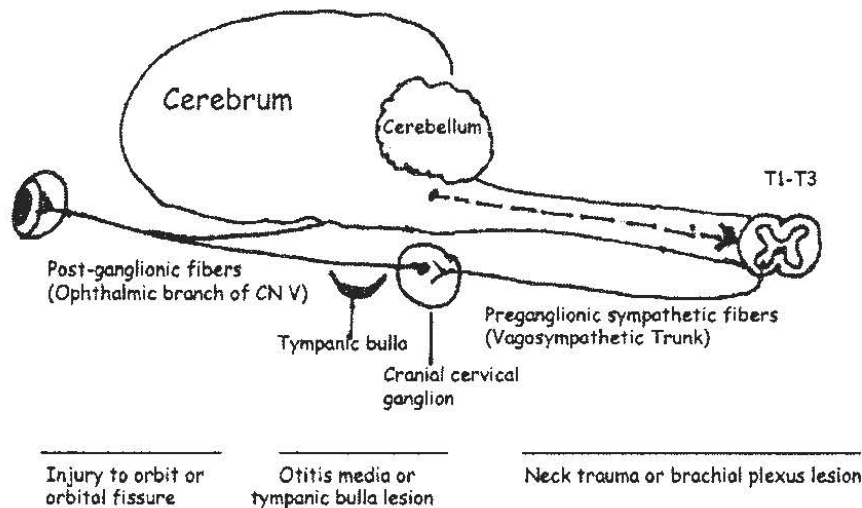 Cerebrum
Cerebellum
T1-T3
Post-ganglionic fibers
(Ophthalmic branch of CN V)
Preganglionic sympathetic fibers
(Vagosympathetic Trunk)
Tympanic bulla
Cranial cervical
ganglion
Injury to orbit or
orbital fissure
Otitis media or
tympanic bulla lesion
Neck trauma or brachial plexus lesion